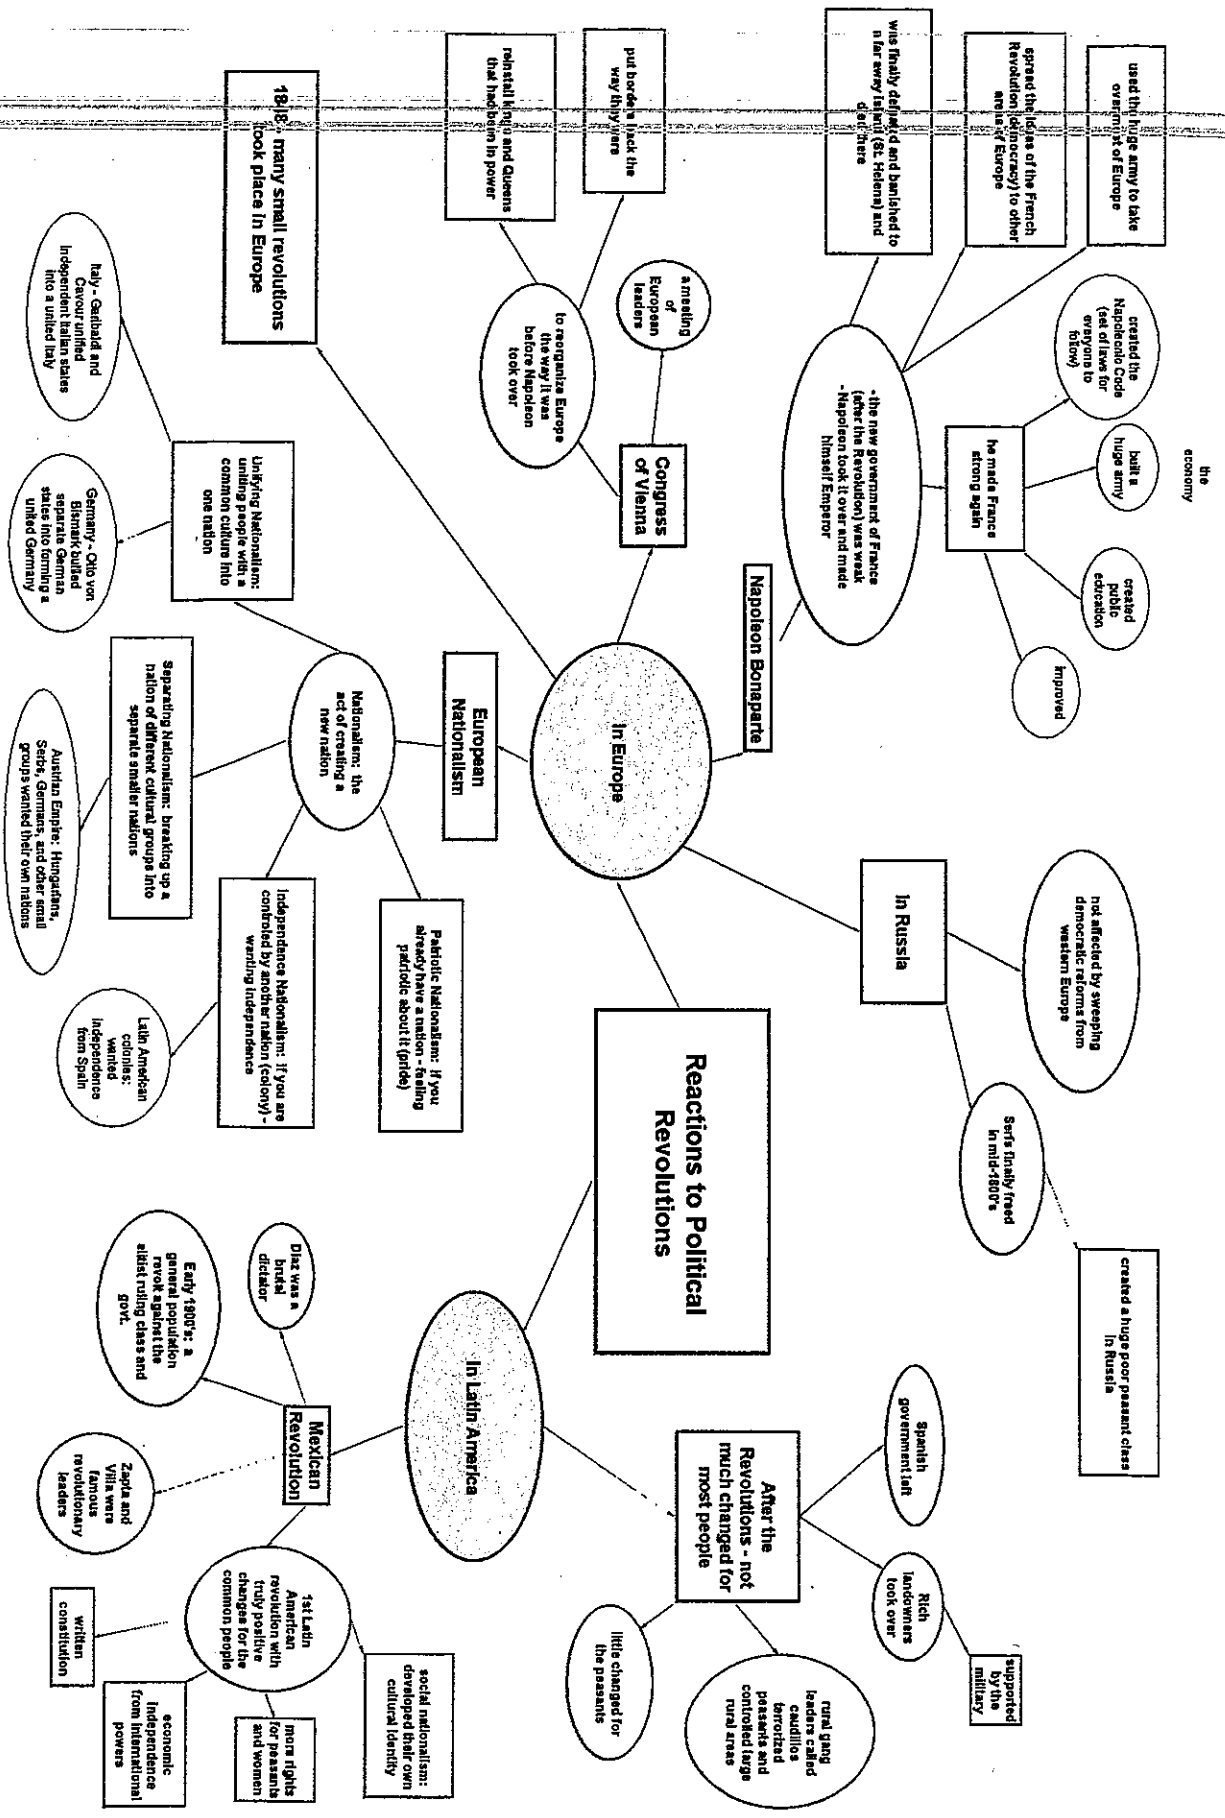 Reactions to Political
Revolutions
In Europe
Napoleon Bonaparte
- the new government of France
(after the Revolution) was weak
- Napoleon took it over and made
himself Emperor
he made France
strong again
created the
Napoleonic Code
(set of laws for
everyone to
follow)
built a
huge army
created
public
education
improved
the
economy
used the huge army to take
over most of Europe
spread the ideas of the French
Revolution (democracy) to other
areas of Europe
was finally defeated and banished to
a far away island (St. Helena) and
died there
Congress
of Vienna
a meeting
of
European
leaders
to reorganize Europe
the way it was
before Napoleon
took over
put borders back the
way they were
reinstall kings and Queens
that had been in power
1848 - many small revolutions
took place in Europe
European
Nationalism
Nationalism: the
act of creating a
new nation
Unifying Nationalism:
uniting people with a
common culture into
one nation
Italy - Garibaldi and
Cavour unified
independent Italian states
into a united Italy
Germany - Otto von
Bismark bullied
separate German
states into forming a
united Germany
Separating Nationalism: breaking up a
nation of different cultural groups into
separate smaller nations
Austrian Empire: Hungarians,
Serbs, Germans, and other small
groups wanted their own nations
Independence Nationalism: if you are
controled by another nation (colony) -
wanting independence
Latin American
colonies:
wanted
independence
from Spain
Patriotic Nationalism: if you
already have a nation - feeling
patriotic about it (pride)
In Russia
not affected by sweeping
democratic reforms from
western Europe
Serfs finally freed
in mid-1800's
created a huge poor peasant class
in Russia
In Latin America
After the
Revolutions - not
much changed for
most people
Spanish
government left
Rich
landowners
took over
supported
by the
military
rural gang
leaders called
caudillos
terrorized
peasants and
controlled large
rural areas
little changed for
the peasants
Mexican
Revolution
Diaz was a
brutal
dictator
Early 1900's: a
general population
revolt against the
elitist ruling class and
govt.
Zapta and
Villa were
famous
revolutionary
leaders
1st Latin
American
revolution with
truly positive
changes for the
common people
social nationalism:
developed their own
cultural identity
more rights
for peasants
and women
economic
independence
from international
powers
written
constitution